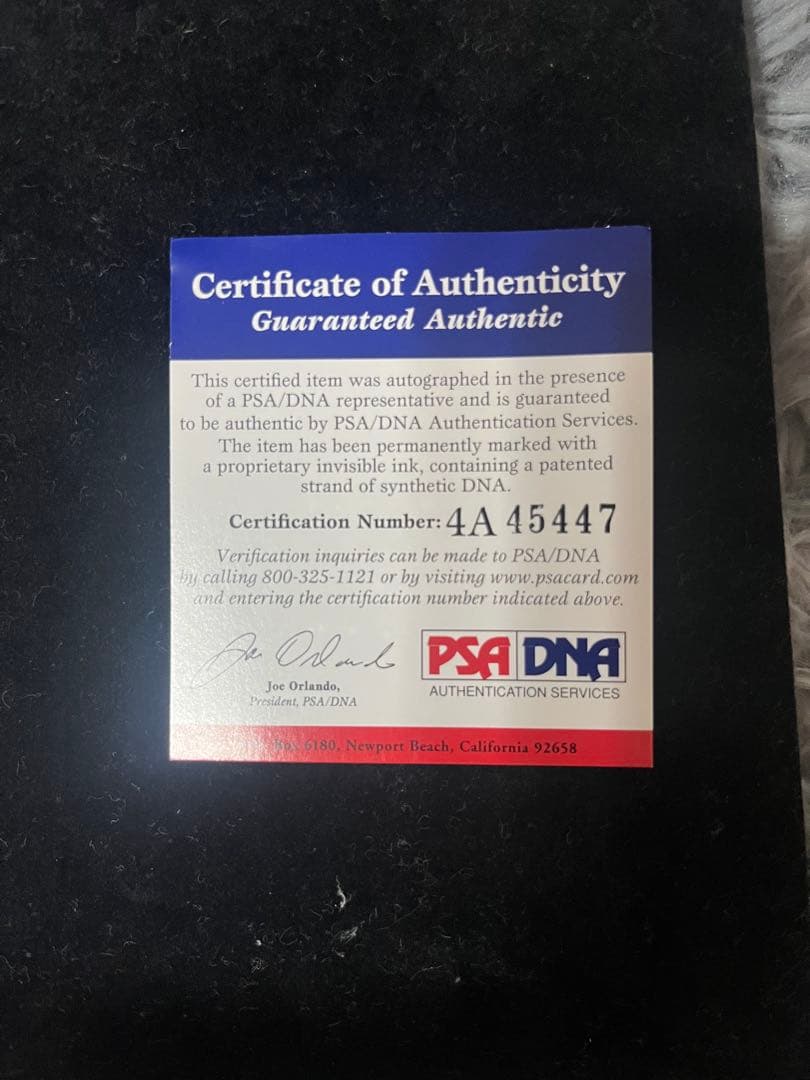 Certificate of Authenticity
Guaranteed Authentic
This certified item was autographed in the presence
of a PSA/DNA representative and is guaranteed
to be authentic by PSA/DNA Authentication Services.
The item has been permanently marked with
a proprietary invisible ink, containing a patented
strand of synthetic DNA.
Certification Number: 4A 45447
Verification inquiries can be made to PSA/DNA
by calling 800-325-1121 or by visiting www.psacard.com
and entering the certification number indicated above.
Joe Orlando
Joe Orlando,
President, PSA/DNA
PSA DNA
AUTHENTICATION SERVICES
Box 6180, Newport Beach, California 92658